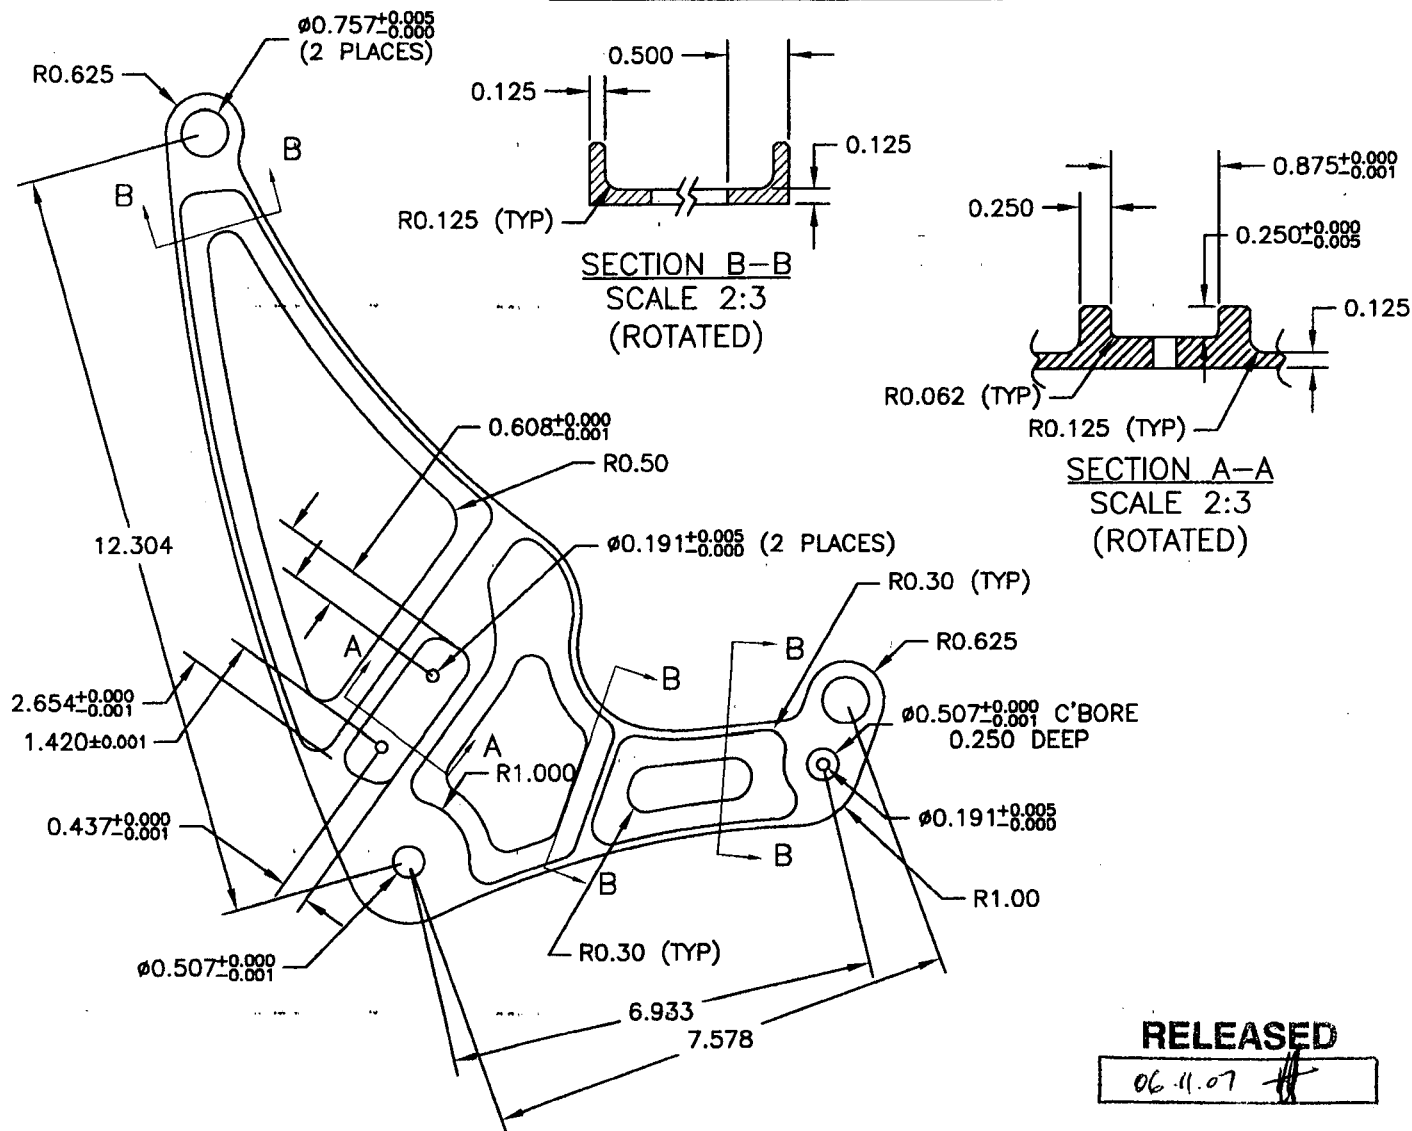 ø0.757+0.005 -0.000
(2 PLACES)
R0.625
0.500
0.125
0.125
R0.125 (TYP)
SECTION B-B
SCALE 2:3
(ROTATED)
0.875+0.000 -0.001
0.250
0.250+0.000 -0.005
0.125
R0.062 (TYP)
R0.125 (TYP)
SECTION A-A
SCALE 2:3
(ROTATED)
B
B
0.608+0.000 -0.001
R0.50
12.304
ø0.191+0.005 -0.000 (2 PLACES)
R0.30 (TYP)
R0.625
A
B
B
2.654+0.000 -0.001
1.420±0.001
ø0.507+0.000 -0.001 C'BORE
0.250 DEEP
A
R1.000
0.437+0.000 -0.001
ø0.191+0.005 -0.000
B
B
R1.00
ø0.507+0.000 -0.001
R0.30 (TYP)
6.933
7.578
RELEASED
06.11.07